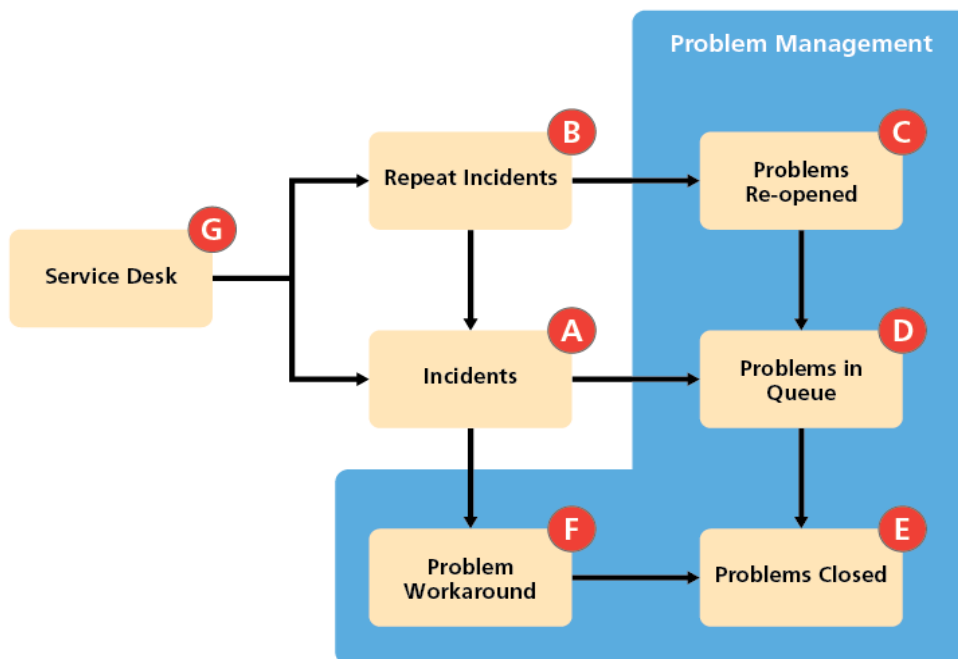 Problem Management
B
C
Repeat Incidents
Problems
Re-opened
G
Service Desk
A
D
Incidents
Problems in
Queue
F
E
Problem
Workaround
Problems Closed